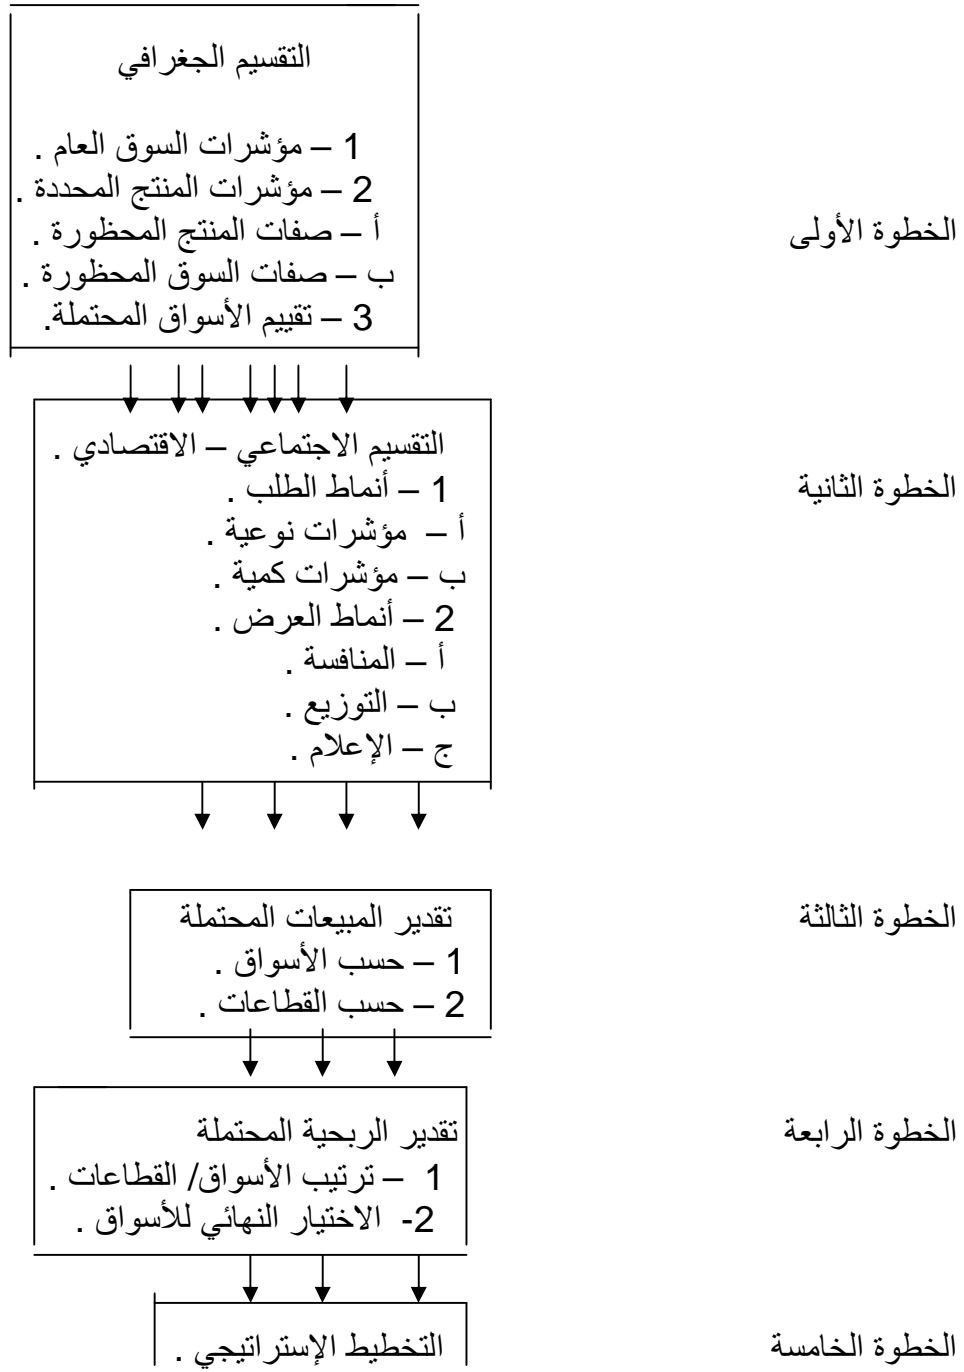 التقسيم الجغرافي
1 – مؤشرات السوق العام .
2 – مؤشرات المنتج المحددة .
الخطوة الأولى
أ – صفات المنتج المحظورة .
ب – صفات السوق المحظورة .
3 – تقييم الأسواق المحتملة.
التقسيم الاجتماعي – الاقتصادي .
الخطوة الثانية
1 – أنماط الطلب .
أ – مؤشرات نوعية .
ب – مؤشرات كمية .
2 – أنماط العرض .
أ – المنافسة .
ب – التوزيع .
ج – الإعلام .
الخطوة الثالثة
تقدير المبيعات المحتملة
1 – حسب الأسواق .
2 – حسب القطاعات .
الخطوة الرابعة
تقدير الربحية المحتملة
1 – ترتيب الأسواق/ القطاعات .
2- الاختيار النهائي للأسواق .
الخطوة الخامسة
التخطيط الإستراتيجي .